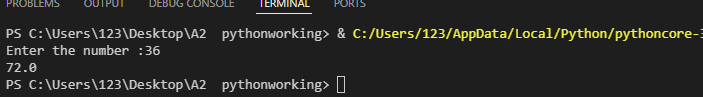 PROBLEMS OUTPUT DEBUG CONSOLE TERMINAL PORTS
PS C:\Users\123\Desktop\A2  pythonworking> & C:/Users/123/AppData/Local/Python/pythoncore-3
Enter the number :36
72.0
PS C:\Users\123\Desktop\A2  pythonworking>